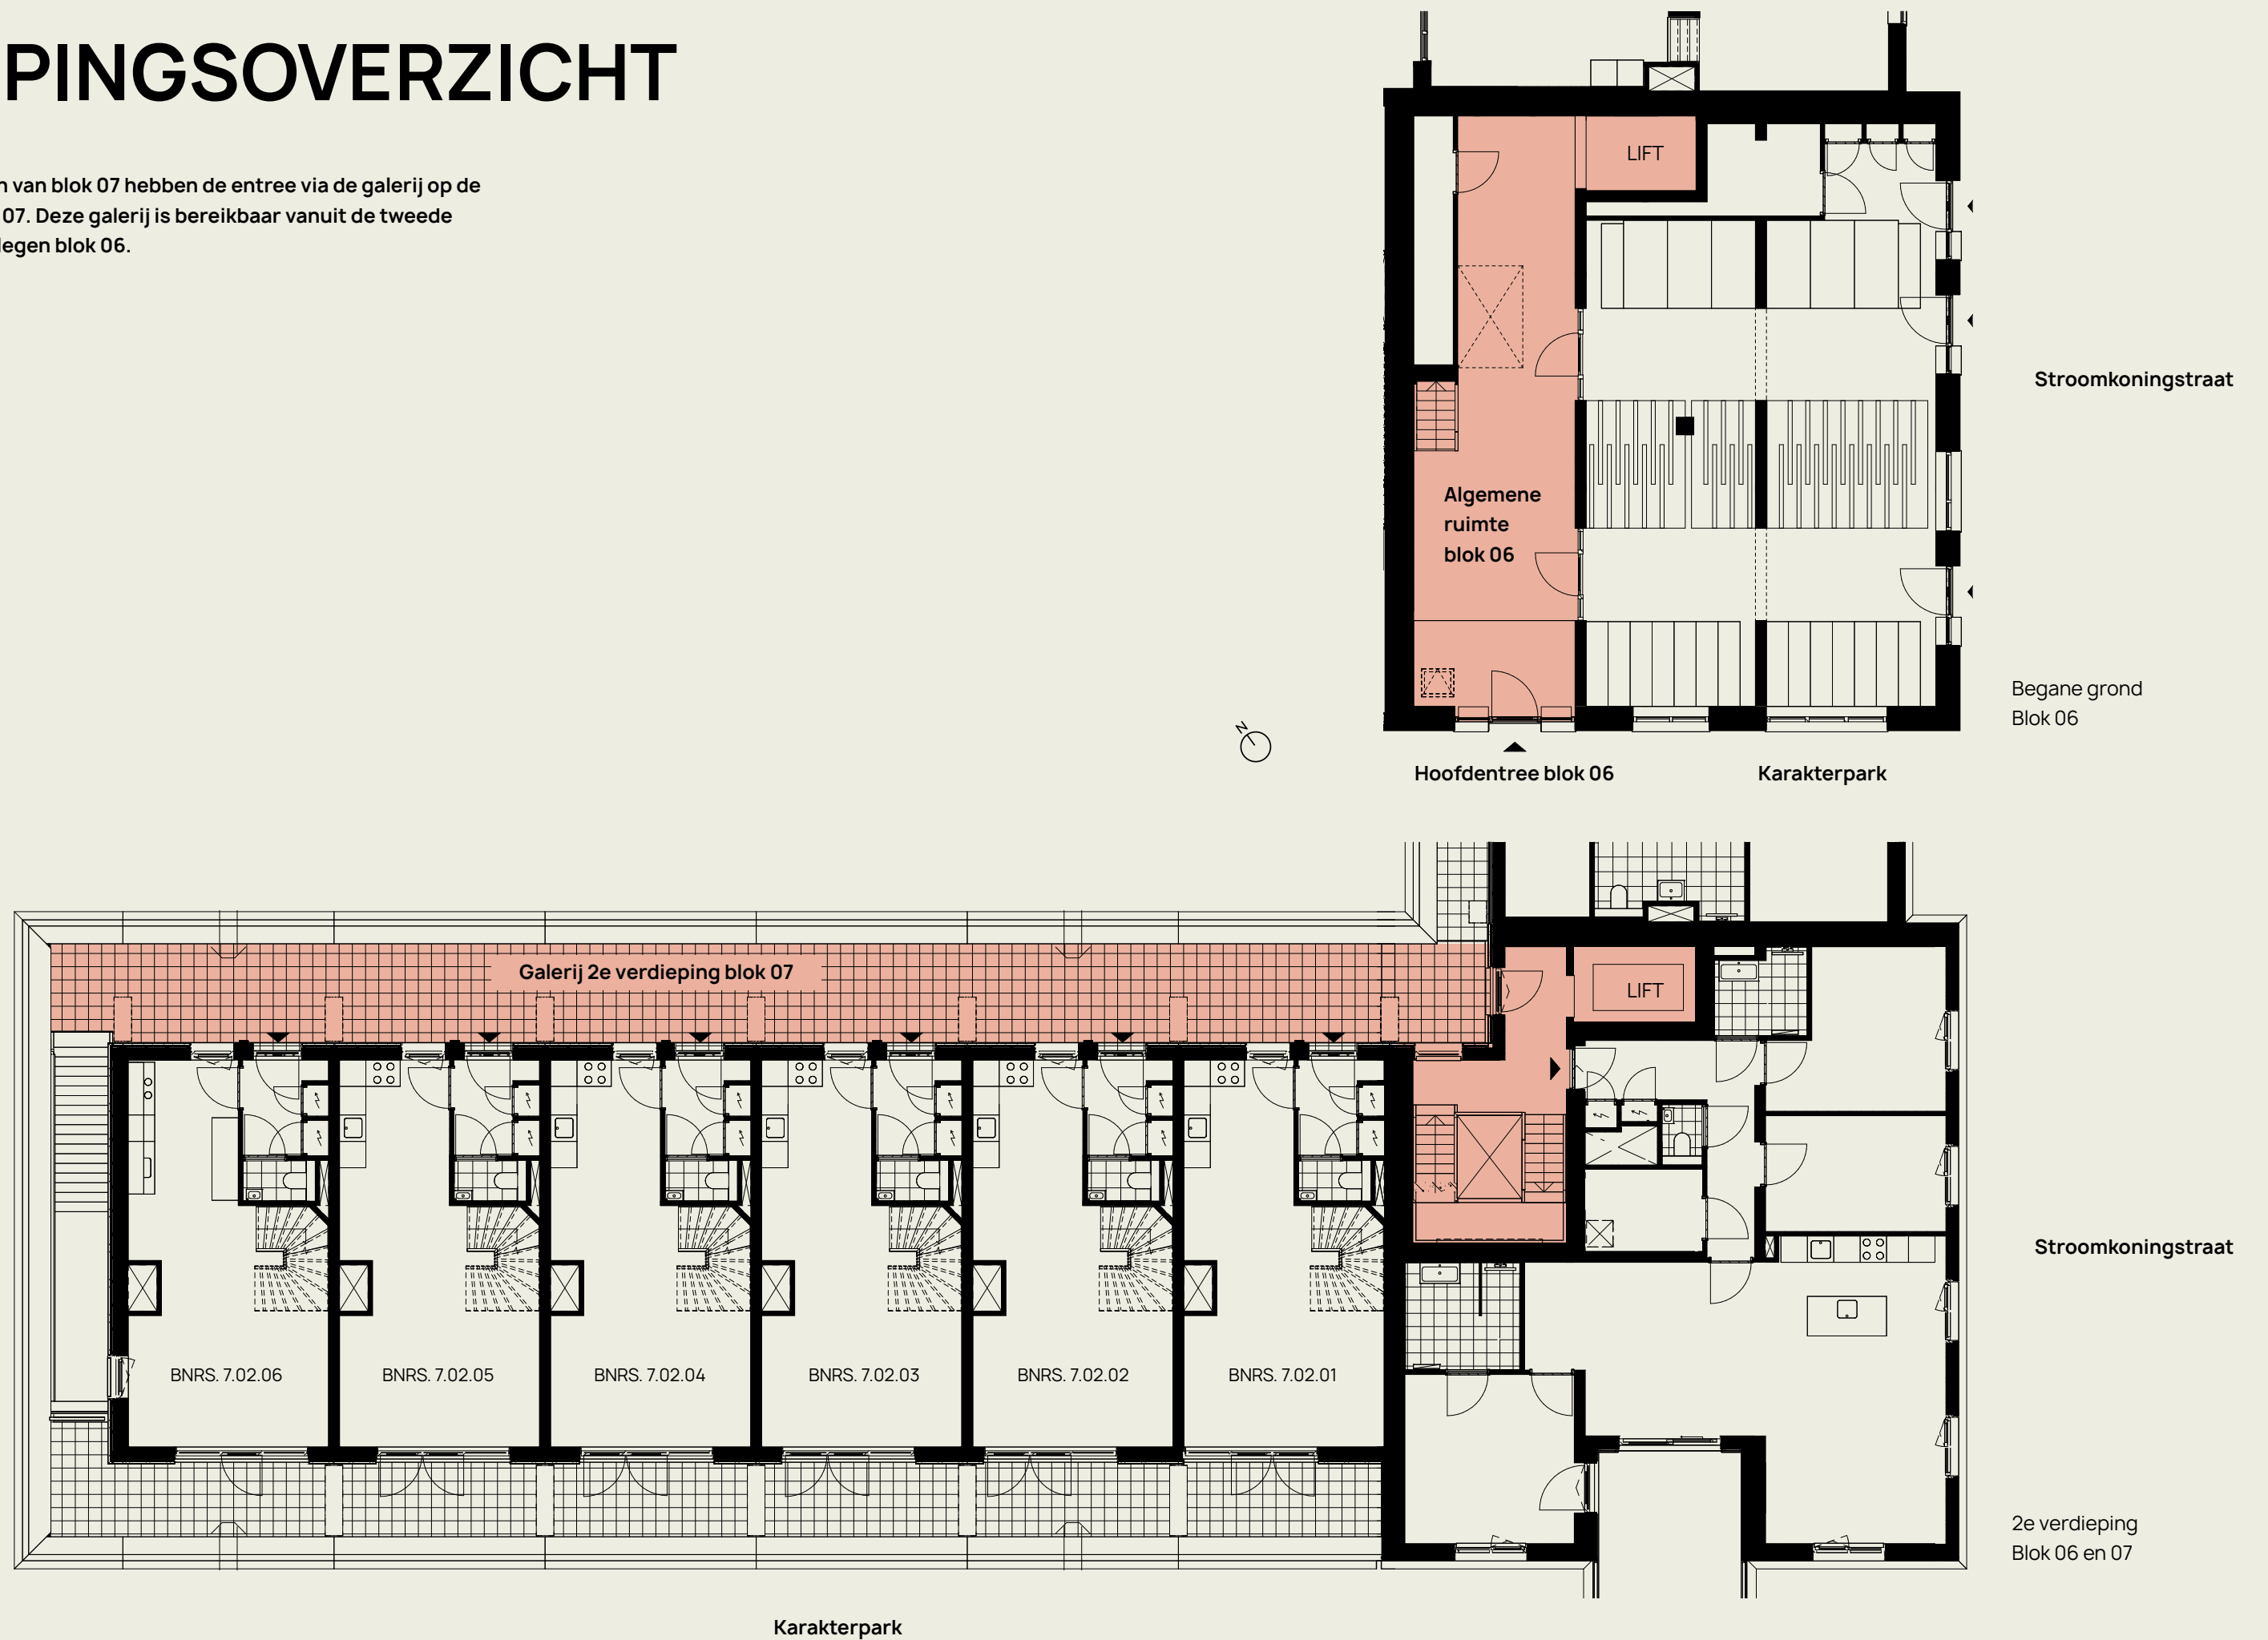 PINGSOVERZICHT
n van blok 07 hebben de entree via de galerij op de
07. Deze galerij is bereikbaar vanuit de tweede
legen blok 06.
LIFT
Algemene
ruimte
blok 06
Stroomkoningstraat
Begane grond
Blok 06
N
Hoofdentree blok 06
Karakterpark
Galerij 2e verdieping blok 07
LIFT
Stroomkoningstraat
BNRS. 7.02.06
BNRS. 7.02.05
BNRS. 7.02.04
BNRS. 7.02.03
BNRS. 7.02.02
BNRS. 7.02.01
2e verdieping
Blok 06 en 07
Karakterpark